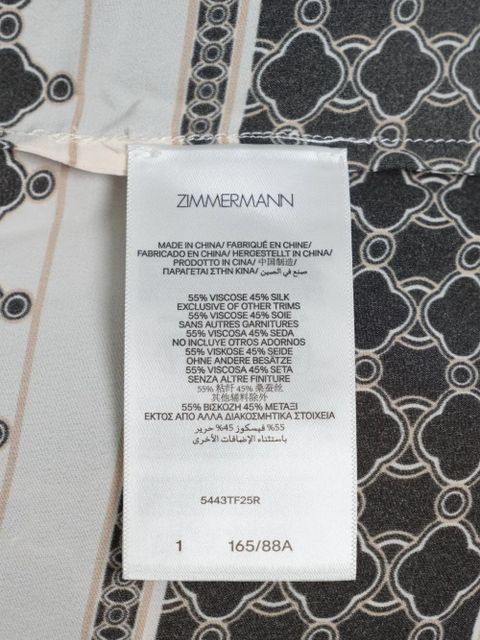 ZIMMERMANN
MADE IN CHINA/ FABRIQUÉ EN CHINE/
FABRICADO EN CHINA/ HERGESTELLT IN CHINA/
PRODOTTO IN CINA/ 中国制造/
ΠΑΡΑΓΕΤΑΙ ΣΤΗΝ ΚΙΝΑ/ صنع في الصين
55% VISCOSE 45% SILK
EXCLUSIVE OF OTHER TRIMS
55% VISCOSE 45% SOIE
SANS AUTRES GARNITURES
55% VISCOSA 45% SEDA
NO INCLUYE OTROS ADORNOS
55% VISKOSE 45% SEIDE
OHNE ANDERE BESÄTZE
55% VISCOSA 45% SETA
SENZA ALTRE FINITURE
55% 粘纤 45% 桑蚕丝
其他辅料除外
55% ΒΙΣΚΟΖΗ 45% ΜΕΤΑΞΙ
ΕΚΤΟΣ ΑΠΟ ΑΛΛΑ ΔΙΑΚΟΣΜΗΤΙΚΑ ΣΤΟΙΧΕΙΑ
55% فيسكوز 45% حرير
باستثناء الإضافات الأخرى
5443TF25R
1 165/88A